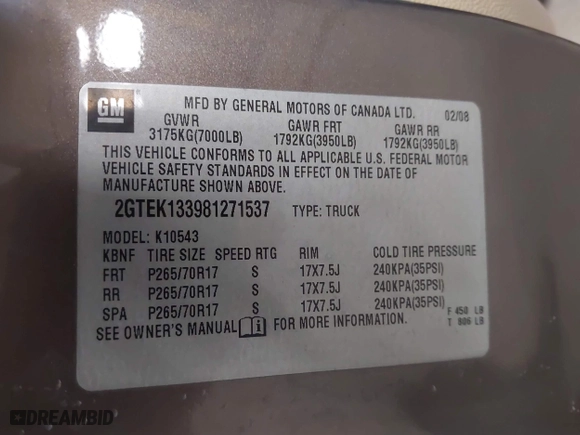 GM
MFD BY GENERAL MOTORS OF CANADA LTD. 02/08
GVWR GAWR FRT GAWR RR
3175KG(7000LB) 1792KG(3950LB) 1792KG(3950LB)
THIS VEHICLE CONFORMS TO ALL APPLICABLE U.S. FEDERAL MOTOR
VEHICLE SAFETY STANDARDS IN EFFECT ON THE DATE OF
MANUFACTURE SHOWN ABOVE.
2GTEK133981271537 TYPE: TRUCK
MODEL: K10543
KBNF TIRE SIZE SPEED RTG RIM COLD TIRE PRESSURE
FRT P265/70R17 S 17X7.5J 240KPA(35PSI)
RR P265/70R17 S 17X7.5J 240KPA(35PSI)
SPA P265/70R17 S 17X7.5J 240KPA(35PSI)
F 450 LB
SEE OWNER'S MANUAL FOR MORE INFORMATION. T 806 LB
DREAMBID